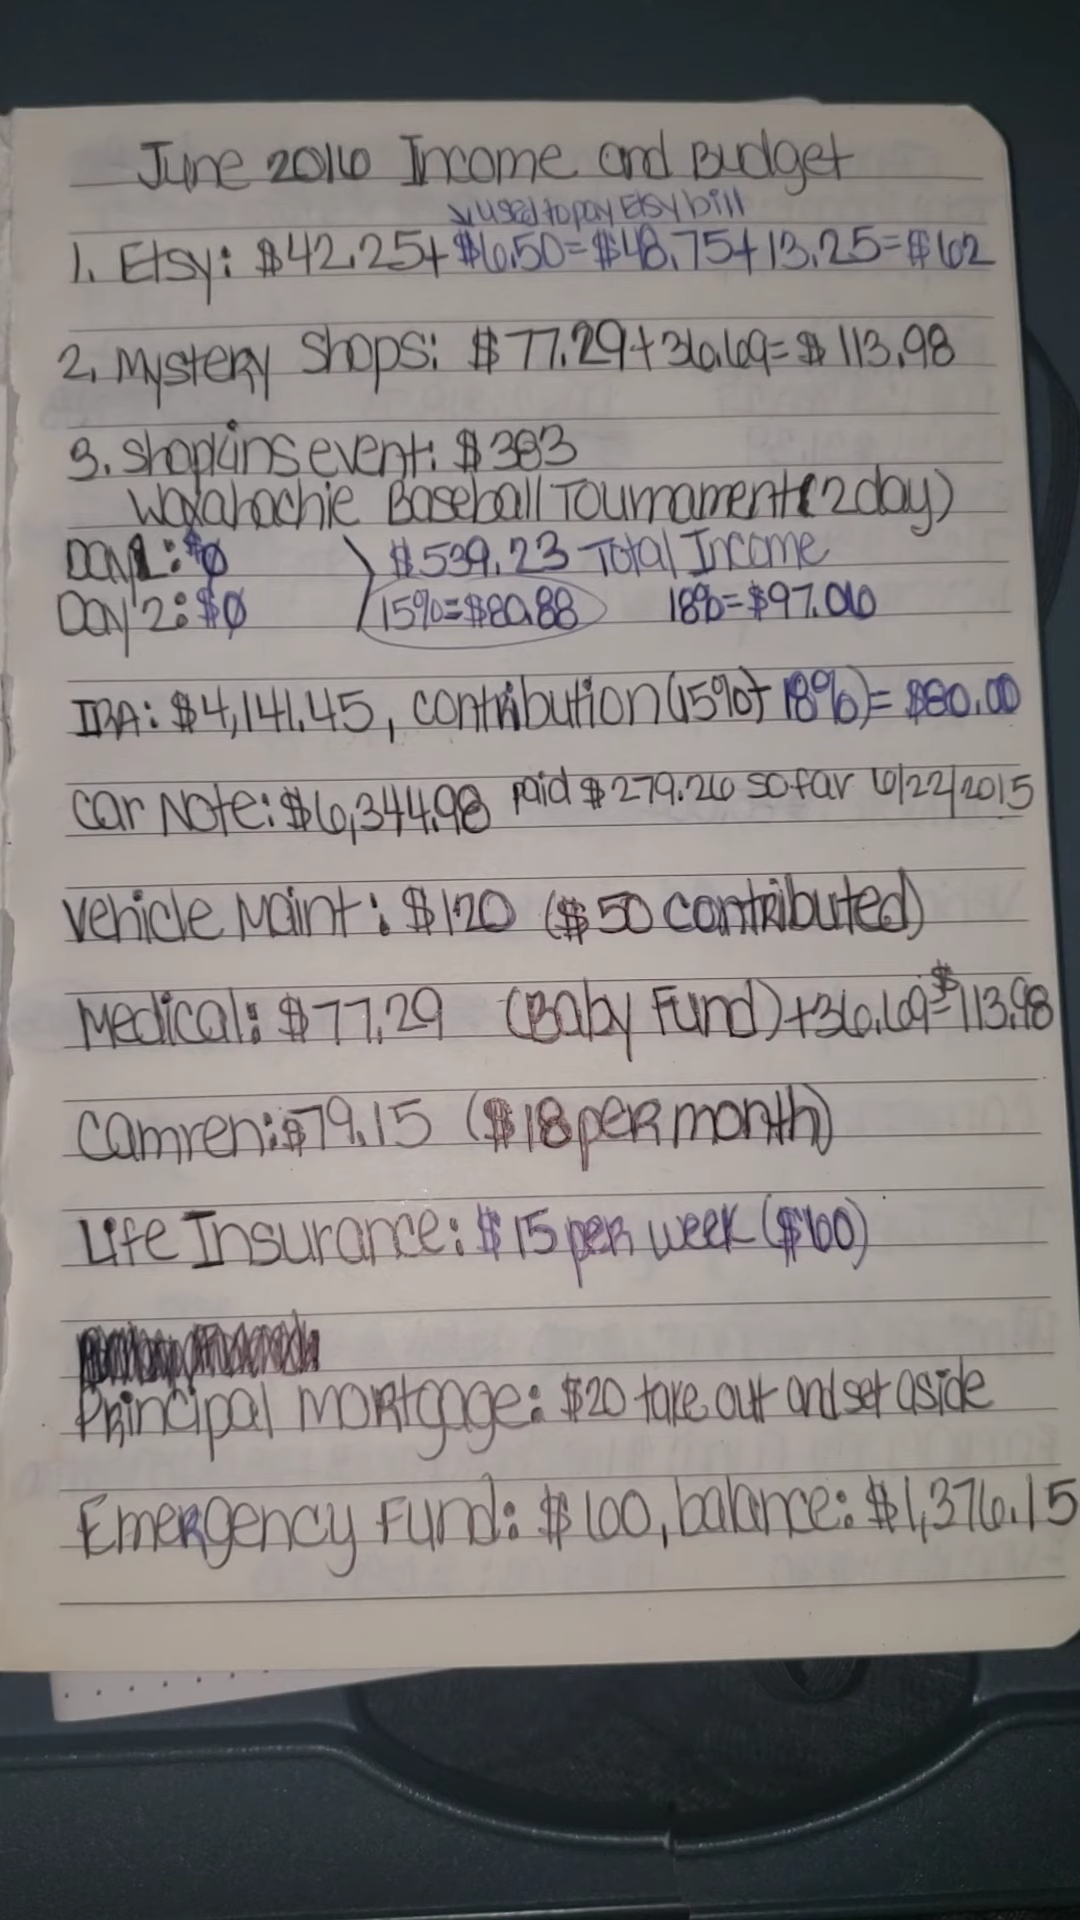 June 2016 Income and Budget
used to pay Etsy bill
1. Etsy: $42.25+ $6.50= $48.75+13.25= $62
2. Mystery Shops: $77.29+36.69= $113.98
3. Shopkins event: $383
Waxahachie Baseball Tournament (2 day)
Day 1: $0 $539.23 Total Income
Day 2: $0 15%=$80.88 18%=$97.06
IRA: $4,141.45, contribution (15%+ 18%)= $80.00
Car Note: $6,344.98 paid $279.26 so far 6/22/2015
Vehicle Maint: $120 ($50 contributed)
Medical: $77.29 (Baby Fund) +36.69=$113.98
Camren: $79.15 ($18 per month)
Life Insurance: $15 per week ($60)
Principal Mortgage: $20 take out and set aside
Emergency Fund: $100, balance: $1,376.15